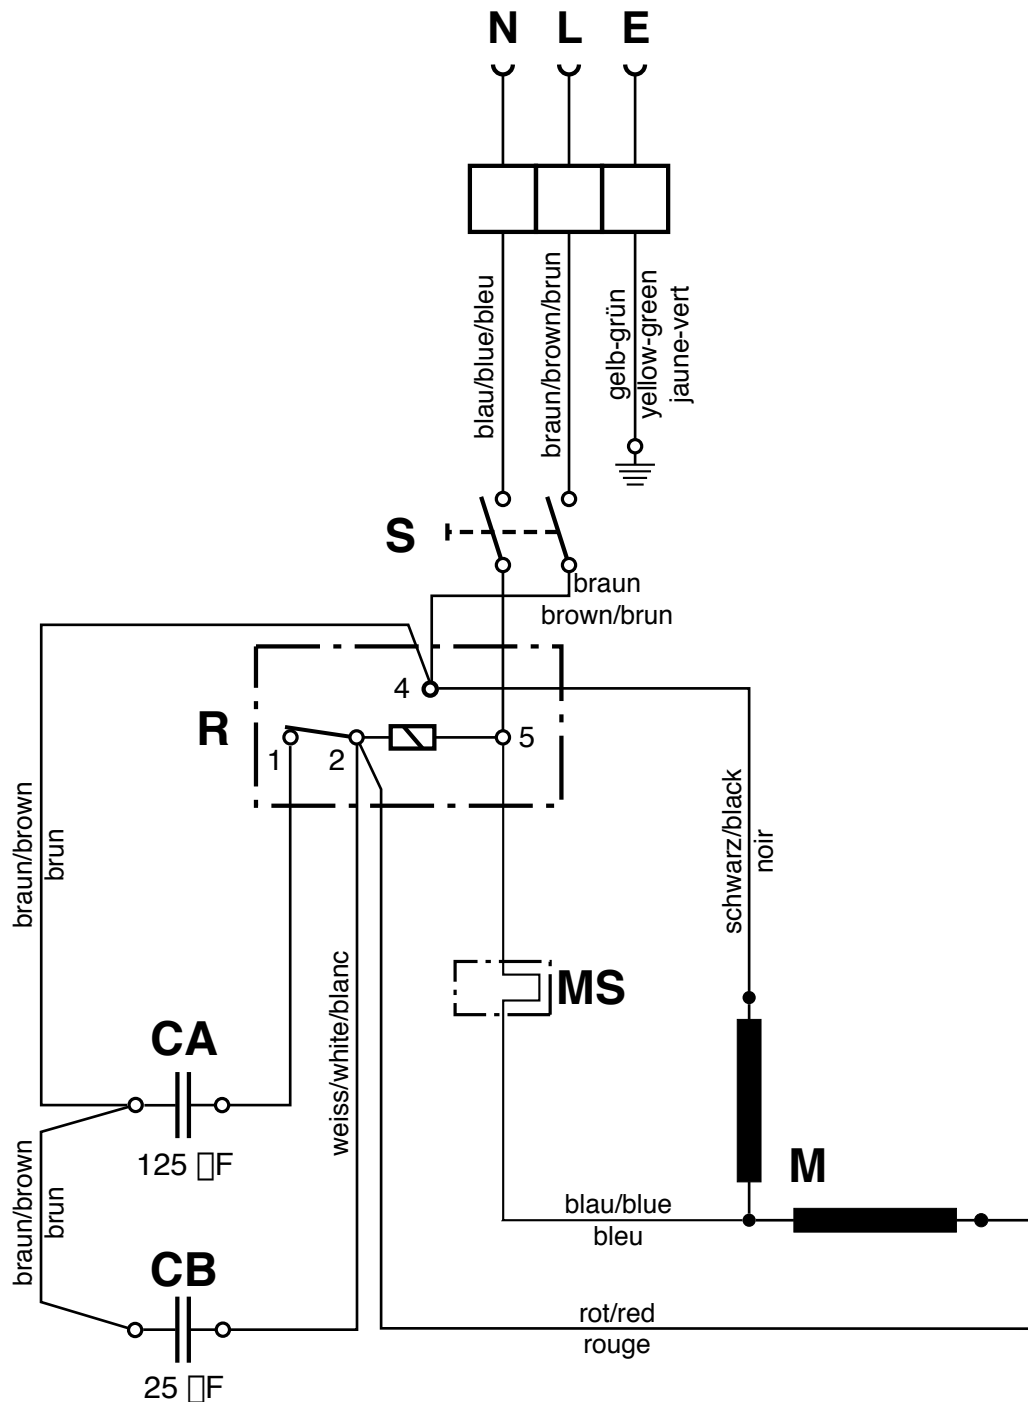 N L E
blau/blue/bleu
braun/brown/brun
gelb-grün
yellow-green
jaune-vert
S
braun
brown/brun
4
R
1
2
5
braun/brown
brun
schwarz/black
noir
weiss/white/blanc
MS
CA
125 □F
M
braun/brown
brun
blau/blue
bleu
CB
25 □F
rot/red
rouge